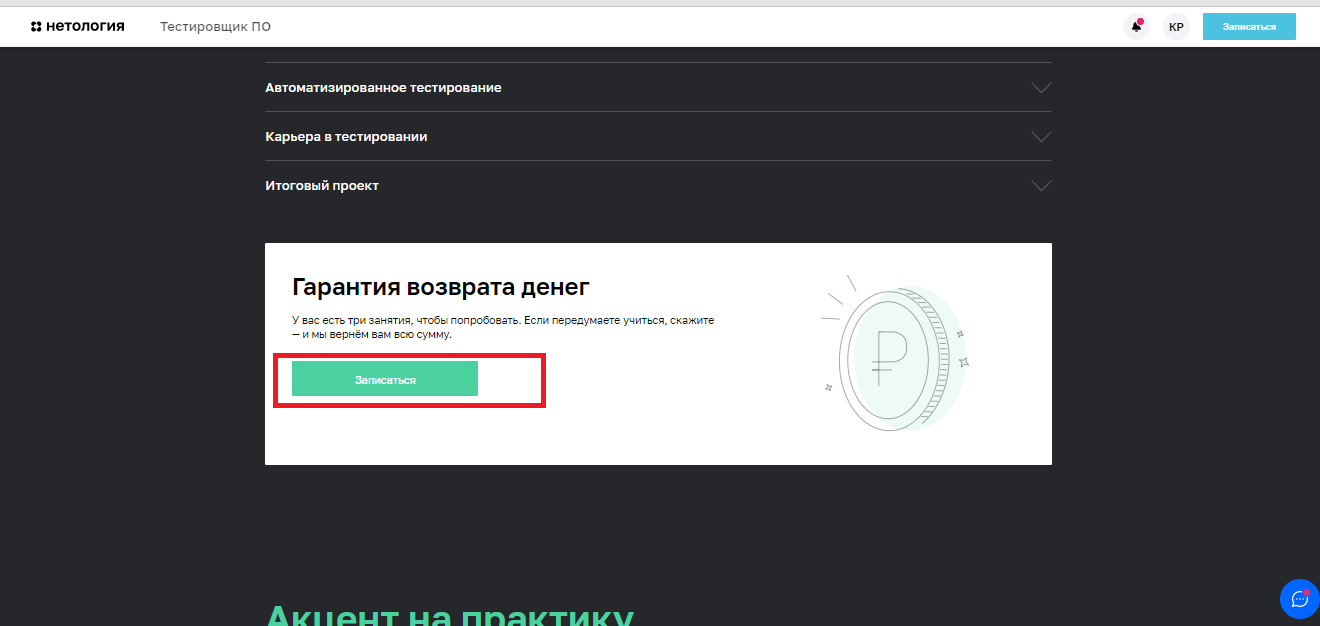 нетология
Тестировщик ПО
КР
Записаться
Автоматизированное тестирование
Карьера в тестировании
Итоговый проект
Гарантия возврата денег
У вас есть три занятия, чтобы попробовать. Если передумаете учиться, скажите
— и мы вернём вам всю сумму.
Записаться
Акцент на практику